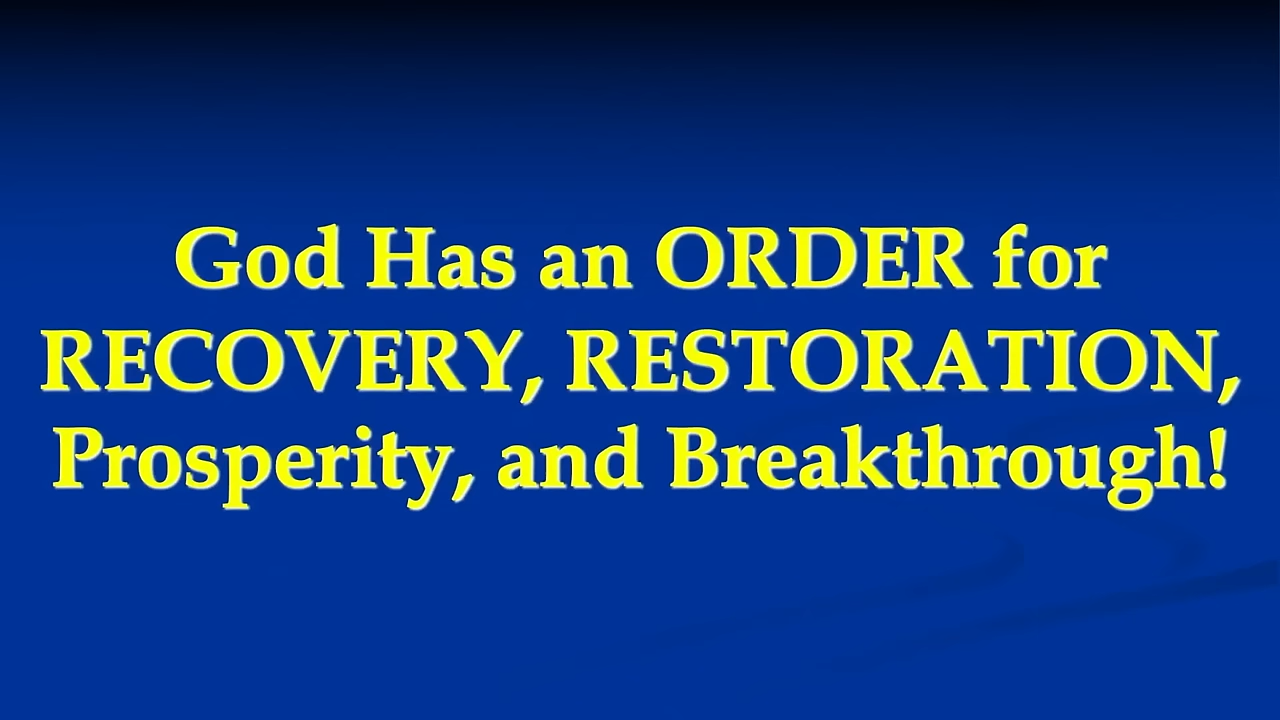 God Has an ORDER for
RECOVERY, RESTORATION,
Prosperity, and Breakthrough!